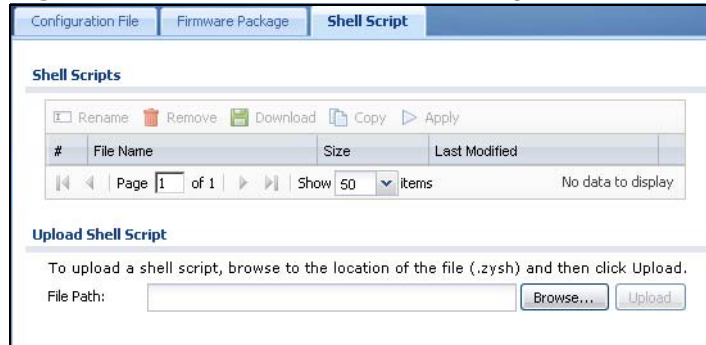 Configuration File Firmware Package Shell Script
Shell Scripts
Rename Remove Download Copy Apply
# File Name Size Last Modified
Page 1 of 1 Show 50 items No data to display
Upload Shell Script
To upload a shell script, browse to the location of the file (.zysh) and then click Upload.
File Path: Browse... Upload